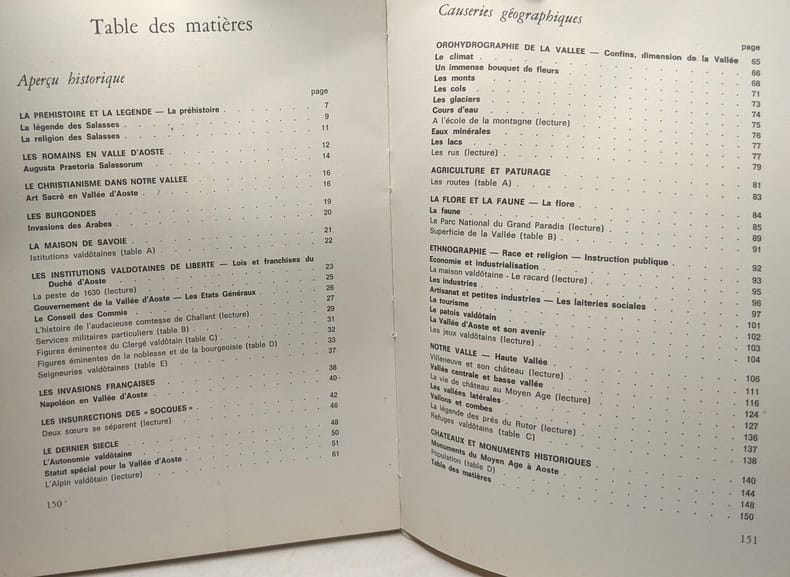 Table des matières
Aperçu historique
page
LA PREHISTOIRE ET LA LEGENDE — La préhistoire . . . . 7
La légende des Salasses . . . . 9
La religion des Salasses . . . . 11
LES ROMAINS EN VALLE D'AOSTE . . . . 12
Augusta Praetoria Salassorum . . . . 14
LE CHRISTIANISME DANS NOTRE VALLEE . . . . 16
Art Sacré en Vallée d'Aoste . . . . 16
LES BURGONDES . . . . 19
Invasions des Arabes . . . . 20
LA MAISON DE SAVOIE . . . . 21
Istitutions valdôtaines (table A) . . . . 22
LES INSTITUTIONS VALDOTAINES DE LIBERTE — Lois et franchises du
Duché d'Aoste . . . . 23
La peste de 1630 (lecture) . . . . 25
Gouvernement de la Vallée d'Aoste — Les Etats Généraux . . . . 26
Le Conseil des Commis . . . . 27
L'histoire de l'audacieuse comtesse de Challant (lecture) . . . . 29
Services militaires particuliers (table B) . . . . 31
Figures éminentes du Clergé valdôtain (table C) . . . . 32
Figures éminentes de la noblesse et de la bourgeoisie (table D) . . . . 33
Seigneuries valdôtaines (table E) . . . . 37
LES INVASIONS FRANÇAISES . . . . 38
Napoléon en Vallée d'Aoste . . . . 40
LES INSURRECTIONS DES « SOCQUES » . . . . 42
Deux sœurs se séparent (lecture) . . . . 46
LE DERNIER SIECLE . . . . 48
L'Autonomie valdôtaine . . . . 50
Statut spécial pour la Vallée d'Aoste . . . . 51
L'Alpin valdôtain (lecture) . . . . 61
150
Causeries géographiques
page
OROHYDROGRAPHIE DE LA VALLEE — Confins, dimension de la Vallée 65
Le climat . . . . 66
Un immense bouquet de fleurs . . . . 68
Les monts . . . . 71
Les cols . . . . 73
Les glaciers . . . . 74
Cours d'eau . . . . 75
A l'école de la montagne (lecture) . . . . 76
Eaux minérales . . . . 77
Les lacs . . . . 77
Les rus (lecture) . . . . 79
AGRICULTURE ET PATURAGE . . . . 81
Les routes (table A) . . . . 83
LA FLORE ET LA FAUNE — La flore . . . . 84
La faune . . . . 85
Le Parc National du Grand Paradis (lecture) . . . . 89
Superficie de la Vallée (table B) . . . . 91
ETHNOGRAPHIE — Race et religion — Instruction publique . . . . 92
Economie et industrialisation . . . . 93
La maison valdôtaine - Le racard (lecture) . . . . 95
Les industries . . . . 96
Artisanat et petites industries — Les laiteries sociales . . . . 97
Le tourisme . . . . 101
Le patois valdôtain . . . . 102
La Vallée d'Aoste et son avenir . . . . 103
Les jeux valdôtains (lecture) . . . . 104
NOTRE VALLE — Haute Vallée . . . . 106
Villeneuve et son château (lecture) . . . . 111
Vallée centrale et basse vallée . . . . 116
La vie de château au Moyen Age (lecture) . . . . 124
Les vallées latérales . . . . 127
Vallons et combes . . . . 136
La légende des prés du Rutor (lecture) . . . . 137
Refuges valdôtains (table C) . . . . 138
CHATEAUX ET MONUMENTS HISTORIQUES . . . . 140
Monuments du Moyen Age à Aoste . . . . 144
Population (table D) . . . . 148
Table des matières . . . . 150
151